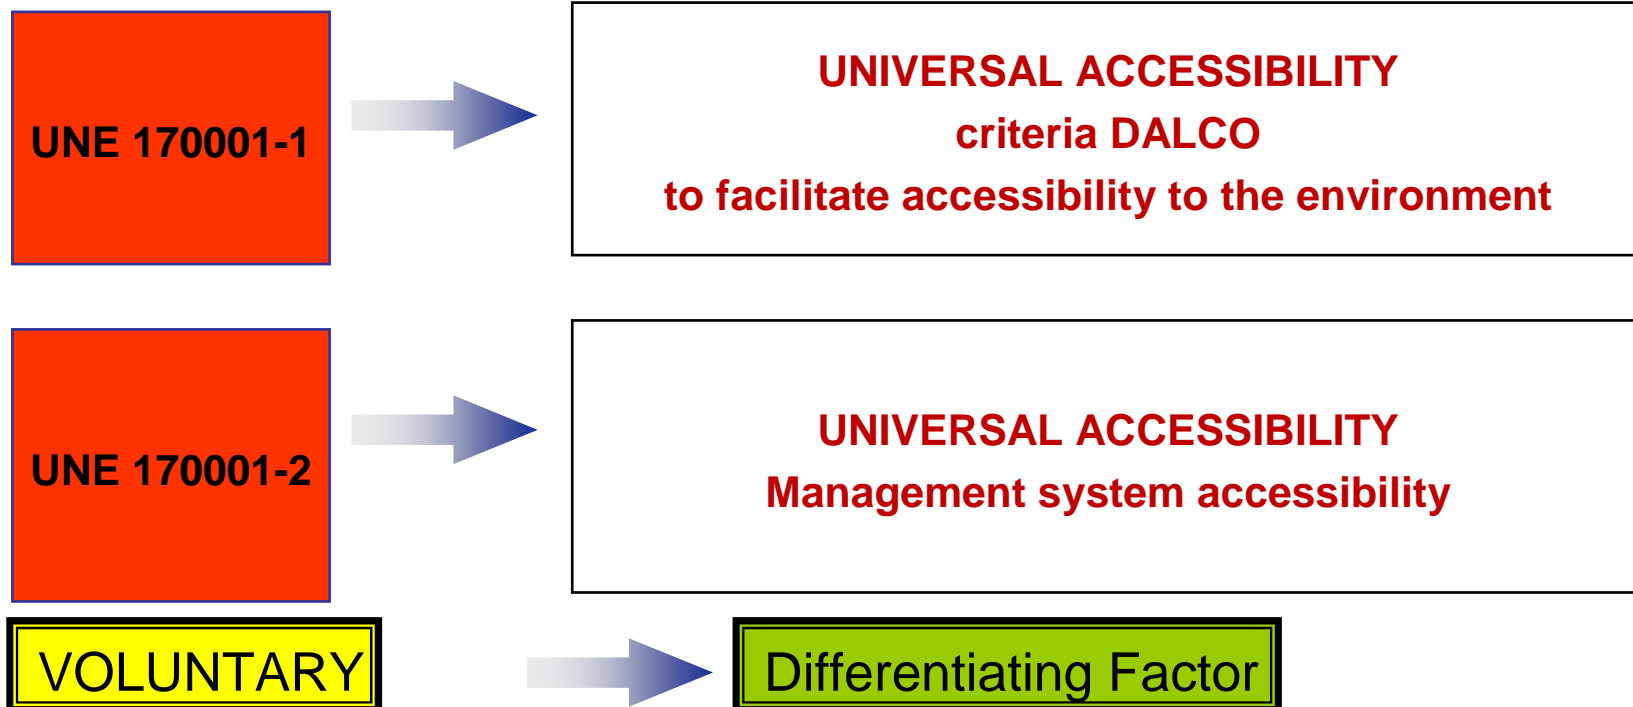 UNE 170001-1
UNIVERSAL ACCESSIBILITY
criteria DALCO
to facilitate accessibility to the environment
UNE 170001-2
UNIVERSAL ACCESSIBILITY
Management system accessibility
VOLUNTARY
Differentiating Factor